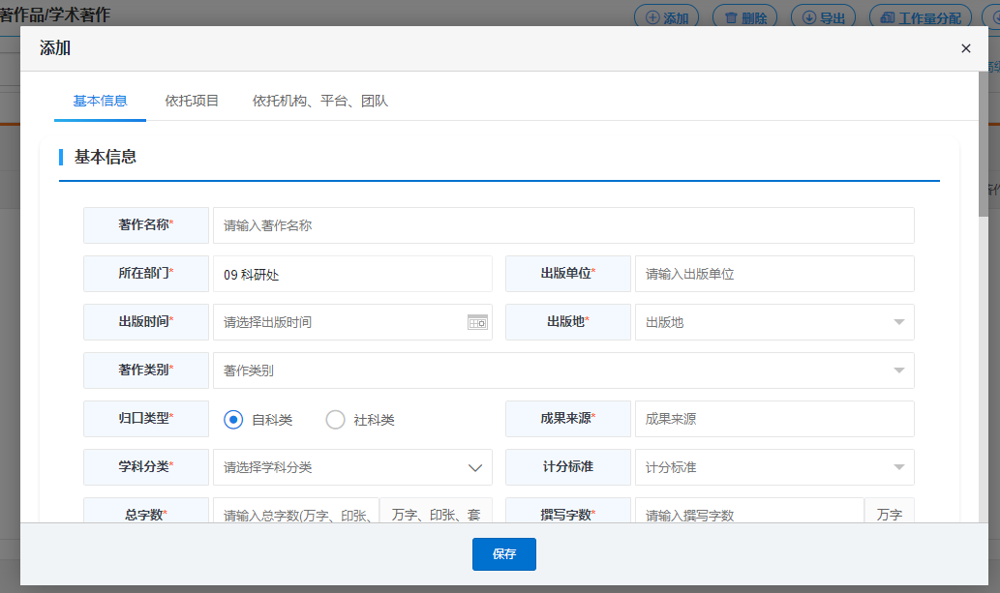 著作品/学术著作
添加 删除 导出 工作量分配
添加 ×
基本信息 依托项目 依托机构、平台、团队
基本信息
著作名称* 请输入著作名称
所在部门* 09 科研处 出版单位* 请输入出版单位
出版时间* 请选择出版时间 出版地* 出版地
著作类别* 著作类别
归口类型* 自科类 社科类 成果来源* 成果来源
学科分类* 请选择学科分类 计分标准 计分标准
总字数* 请输入总字数(万字、印张、 万字、印张、套 撰写字数* 请输入撰写字数 万字
保存